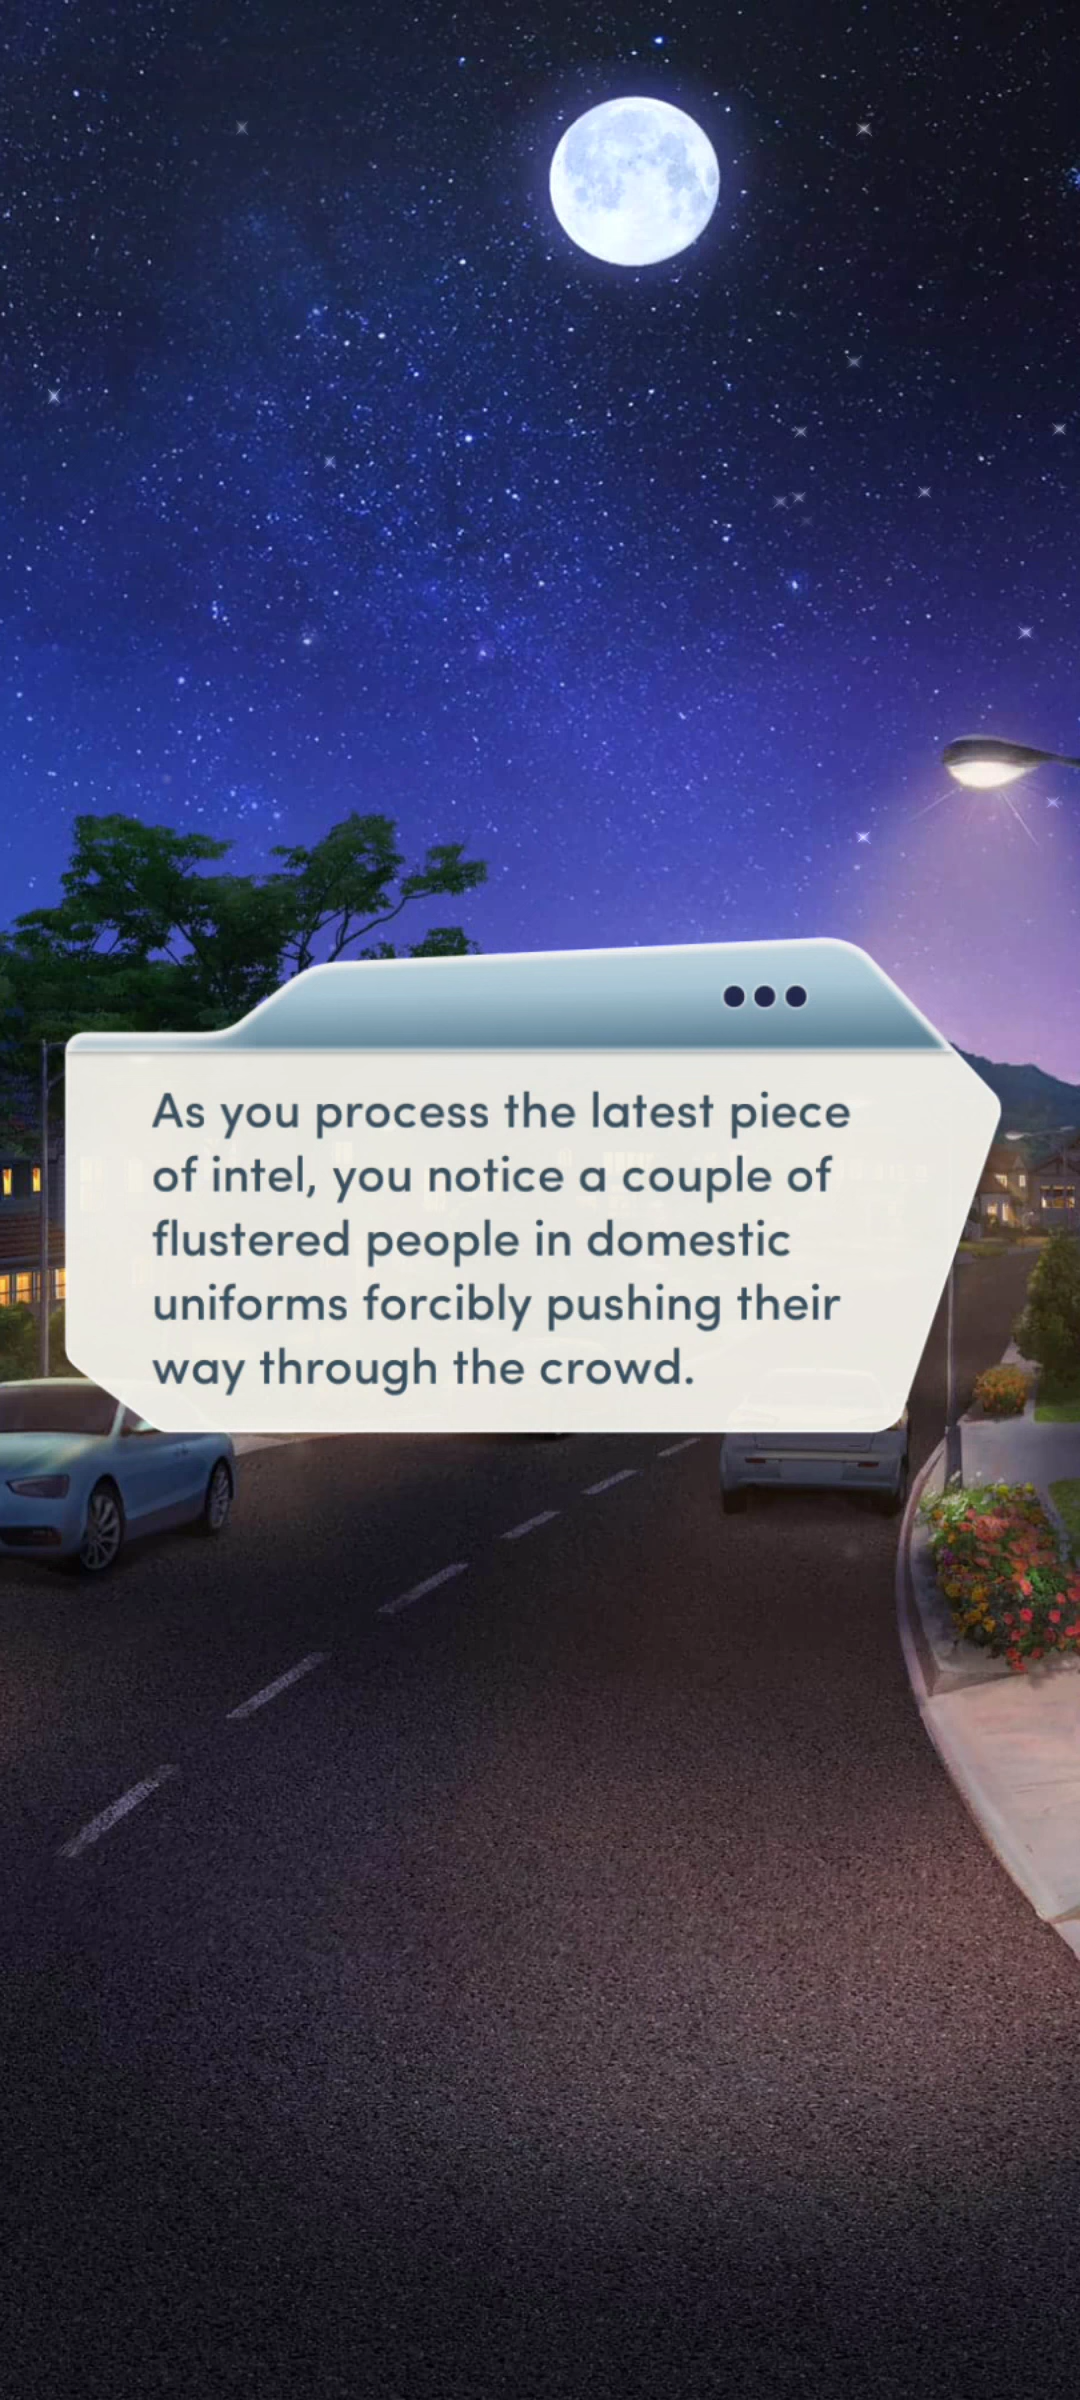 As you process the latest piece
of intel, you notice a couple of
flustered people in domestic
uniforms forcibly pushing their
way through the crowd.